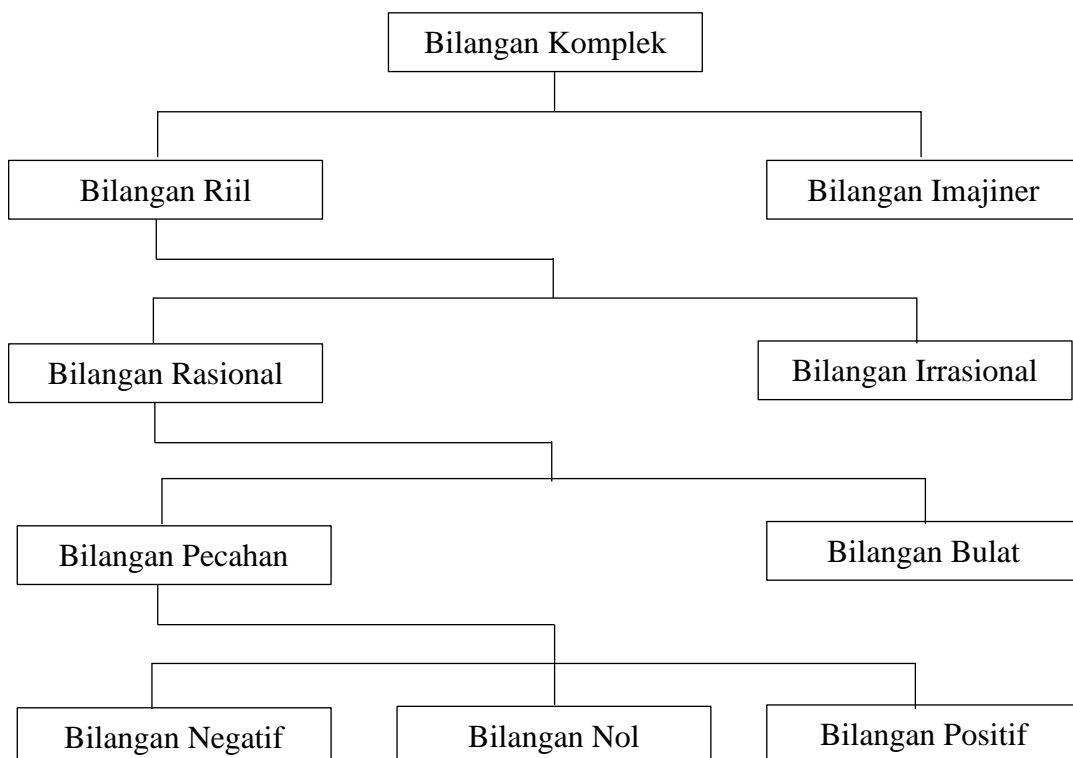 Bilangan Komplek
Bilangan Riil
Bilangan Imajiner
Bilangan Rasional
Bilangan Irrasional
Bilangan Pecahan
Bilangan Bulat
Bilangan Negatif
Bilangan Nol
Bilangan Positif